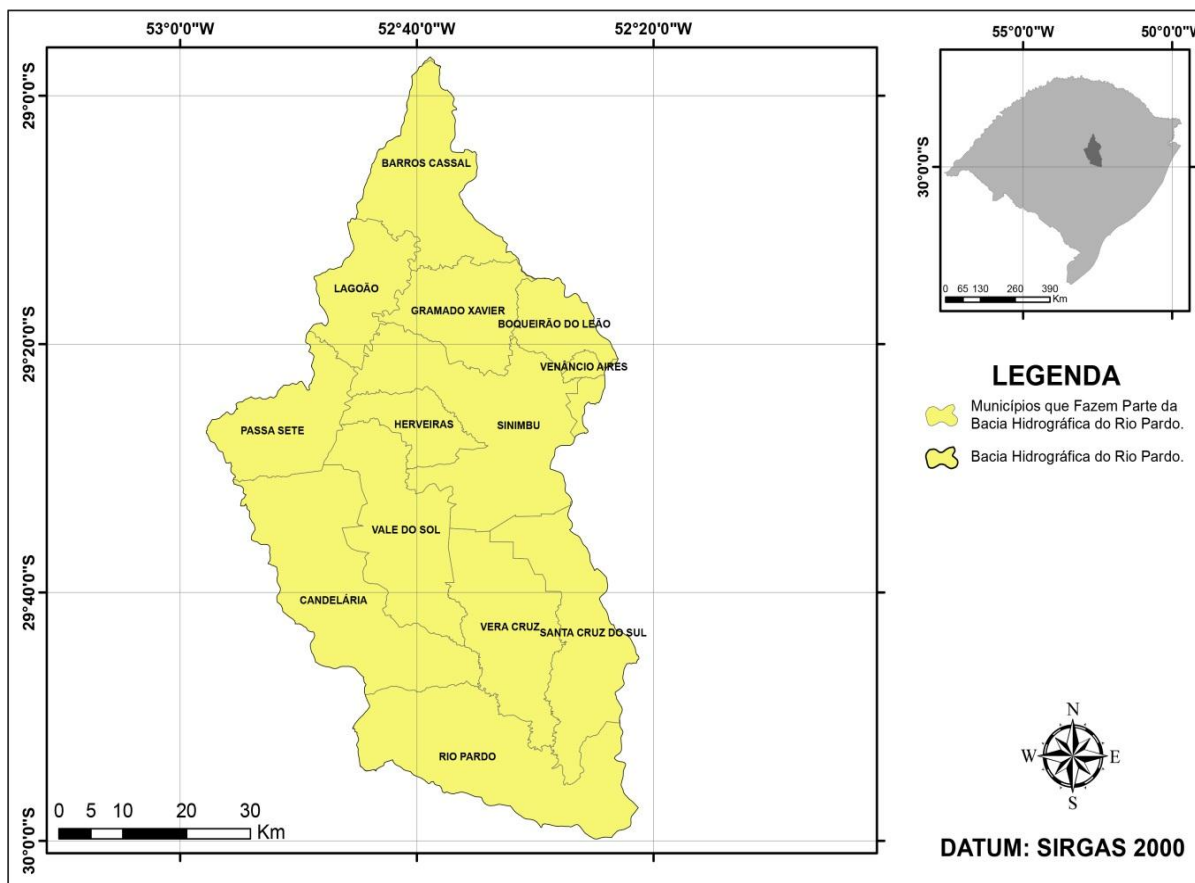 53°0'0"W
52°40'0"W
52°20'0"W
29°0'0"S
29°20'0"S
29°40'0"S
30°0'0"S
BARROS CASSAL
LAGOÃO
GRAMADO XAVIER
BOQUEIRÃO DO LEÃO
VENÂNCIO AIRES
PASSA SETE
HERVEIRAS
SINIMBU
VALE DO SOL
CANDELÁRIA
VERA CRUZ
SANTA CRUZ DO SUL
RIO PARDO
0 5 10 20 30
Km
55°0'0"W
50°0'0"W
30°0'0"S
0 65 130 260 390
Km
LEGENDA
Municípios que Fazem Parte da
Bacia Hidrográfica do Rio Pardo.
Bacia Hidrográfica do Rio Pardo.
N
W E
S
DATUM: SIRGAS 2000